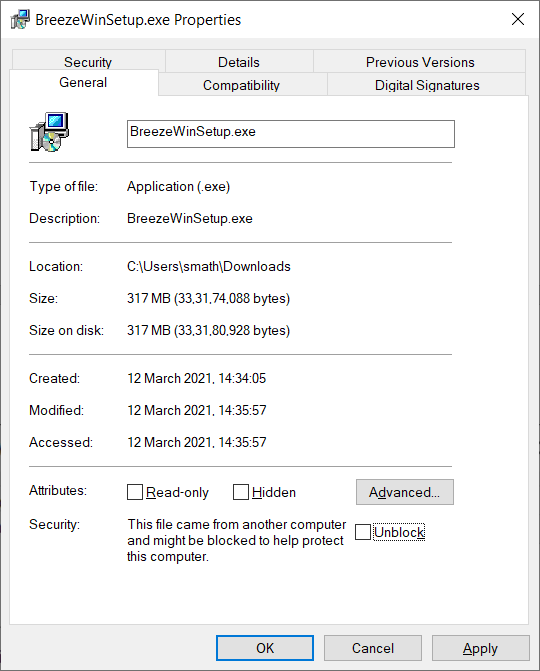 BreezeWinSetup.exe Properties
Security Details Previous Versions
General Compatibility Digital Signatures
BreezeWinSetup.exe
Type of file: Application (.exe)
Description: BreezeWinSetup.exe
Location: C:\Users\smath\Downloads
Size: 317 MB (33,31,74,088 bytes)
Size on disk: 317 MB (33,31,80,928 bytes)
Created: 12 March 2021, 14:34:05
Modified: 12 March 2021, 14:35:57
Accessed: 12 March 2021, 14:35:57
Attributes: Read-only Hidden Advanced...
Security: This file came from another computer
and might be blocked to help protect
this computer.
Unblock
OK Cancel Apply